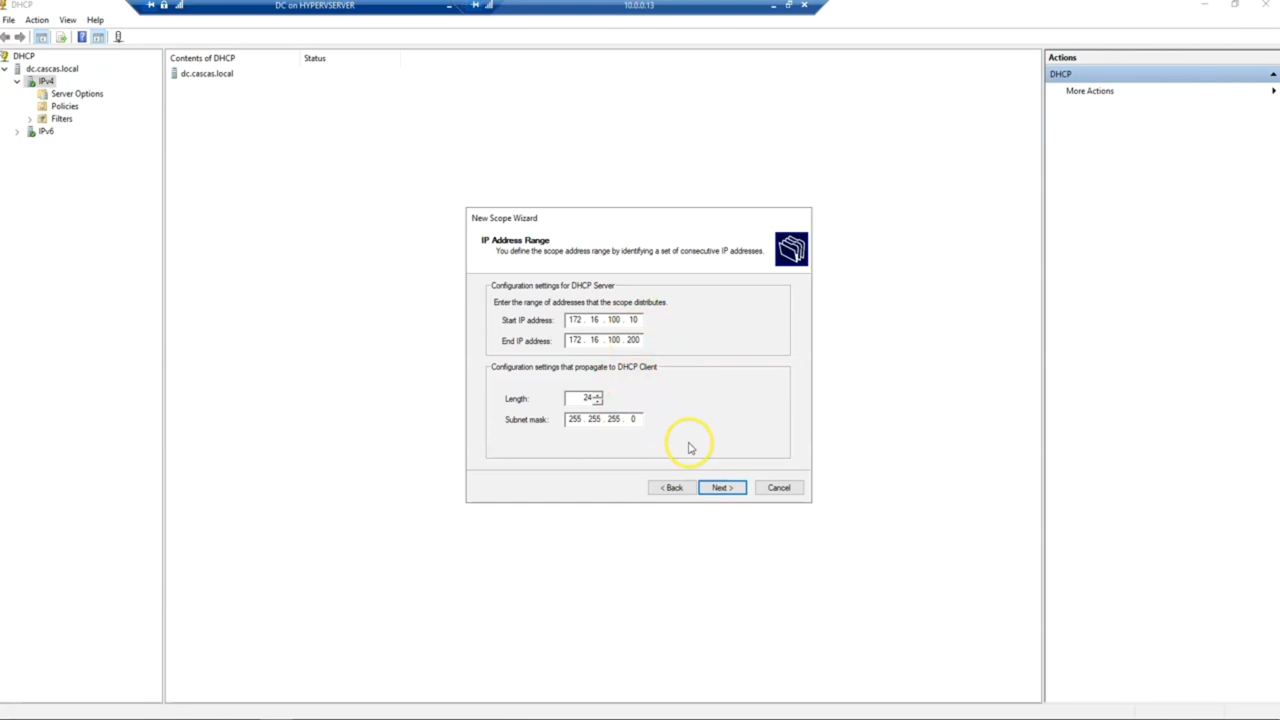 DHCP
DC on HYPERVSERVER
10.0.0.13
File Action View Help
DHCP
dc.cascas.local
IPv4
Server Options
Policies
Filters
IPv6
Contents of DHCP Status
dc.cascas.local
Actions
DHCP
More Actions
New Scope Wizard
IP Address Range
You define the scope address range by identifying a set of consecutive IP addresses.
Configuration settings for DHCP Server
Enter the range of addresses that the scope distributes.
Start IP address: 172 . 16 . 100 . 10
End IP address: 172 . 16 . 100 . 200
Configuration settings that propagate to DHCP Client
Length: 24
Subnet mask: 255 . 255 . 255 . 0
< Back Next > Cancel